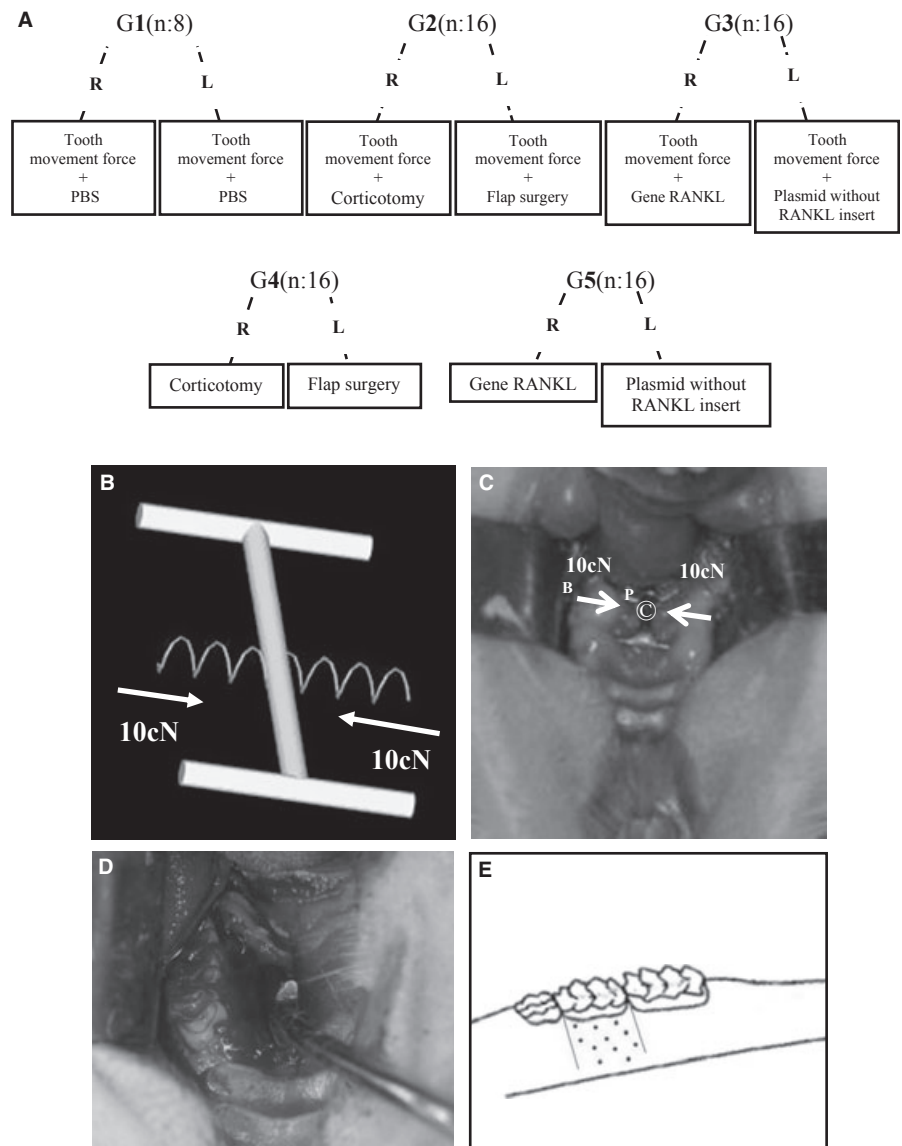 A
G1(n:8) G2(n:16) G3(n:16)
R L R L R L
Tooth
movement force
+
PBS
Tooth
movement force
+
PBS
Tooth
movement force
+
Corticotomy
Tooth
movement force
+
Flap surgery
Tooth
movement force
+
Gene RANKL
Tooth
movement force
+
Plasmid without
RANKL insert
G4(n:16) G5(n:16)
R L R L
Corticotomy
Flap surgery
Gene RANKL
Plasmid without
RANKL insert
B
10cN
10cN
C
10cN 10cN
B P
©
D
E